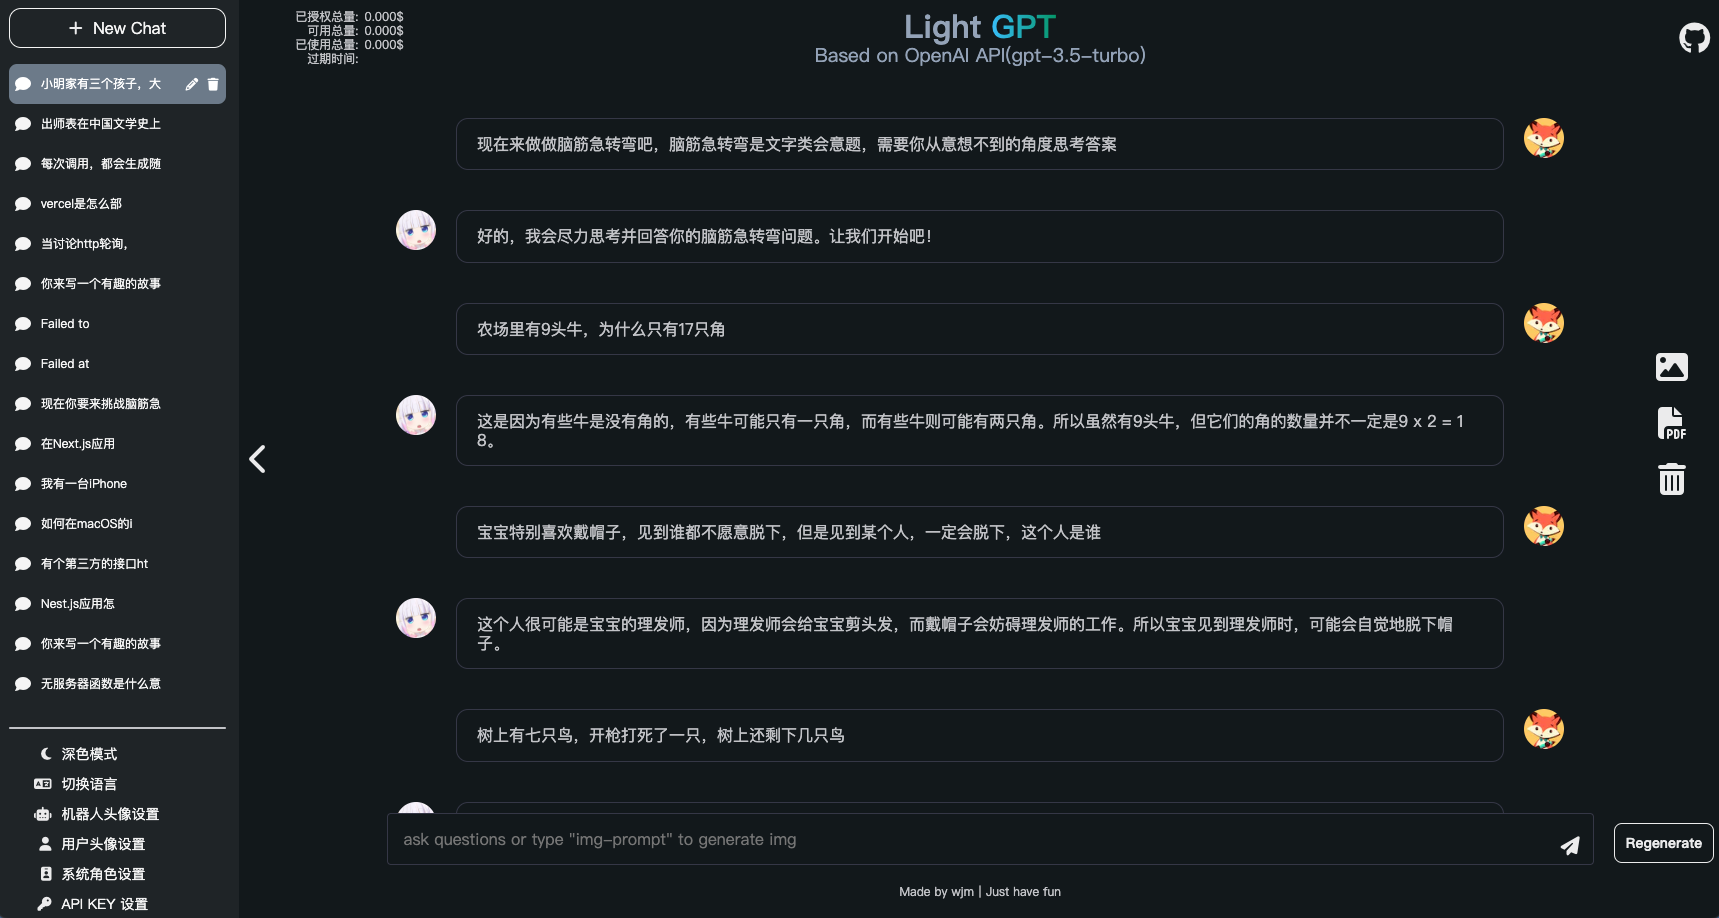 New Chat
小明家有三个孩子，大
出师表在中国文学史上
每次调用，都会生成随
vercel是怎么部
当讨论http轮询，
你来写一个有趣的故事
Failed to
Failed at
现在你要来挑战脑筋急
在Next.js应用
我有一台iPhone
如何在macOS的i
有个第三方的接口ht
Nest.js应用怎
你来写一个有趣的故事
无服务器函数是什么意
深色模式
切换语言
机器人头像设置
用户头像设置
系统角色设置
API KEY 设置
已授权总量: 0.000$
可用总量: 0.000$
已使用总量: 0.000$
过期时间:
Light GPT
Based on OpenAI API(gpt-3.5-turbo)
现在来做做脑筋急转弯吧，脑筋急转弯是文字类会意题，需要你从意想不到的角度思考答案
好的，我会尽力思考并回答你的脑筋急转弯问题。让我们开始吧！
农场里有9头牛，为什么只有17只角
这是因为有些牛是没有角的，有些牛可能只有一只角，而有些牛则可能有两只角。所以虽然有9头牛，但它们的角的数量并不一定是9 x 2 = 1
8。
宝宝特别喜欢戴帽子，见到谁都不愿意脱下，但是见到某个人，一定会脱下，这个人是谁
这个人很可能是宝宝的理发师，因为理发师会给宝宝剪头发，而戴帽子会妨碍理发师的工作。所以宝宝见到理发师时，可能会自觉地脱下帽
子。
树上有七只鸟，开枪打死了一只，树上还剩下几只鸟
PDF
ask questions or type "img-prompt" to generate img
Regenerate
Made by wjm | Just have fun